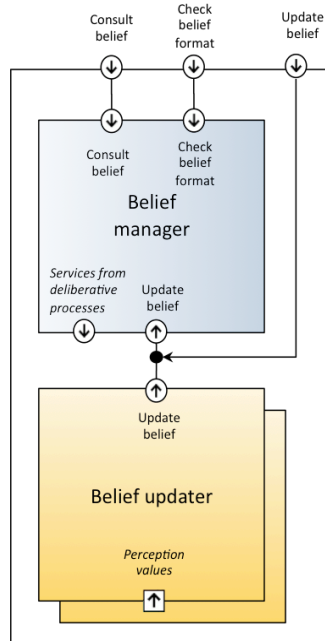 Consult
belief
Check
belief
format
Update
belief
Consult
belief
Check
belief
format
Belief
manager
Services from
deliberative
processes
Update
belief
Update
belief
Belief updater
Perception
values